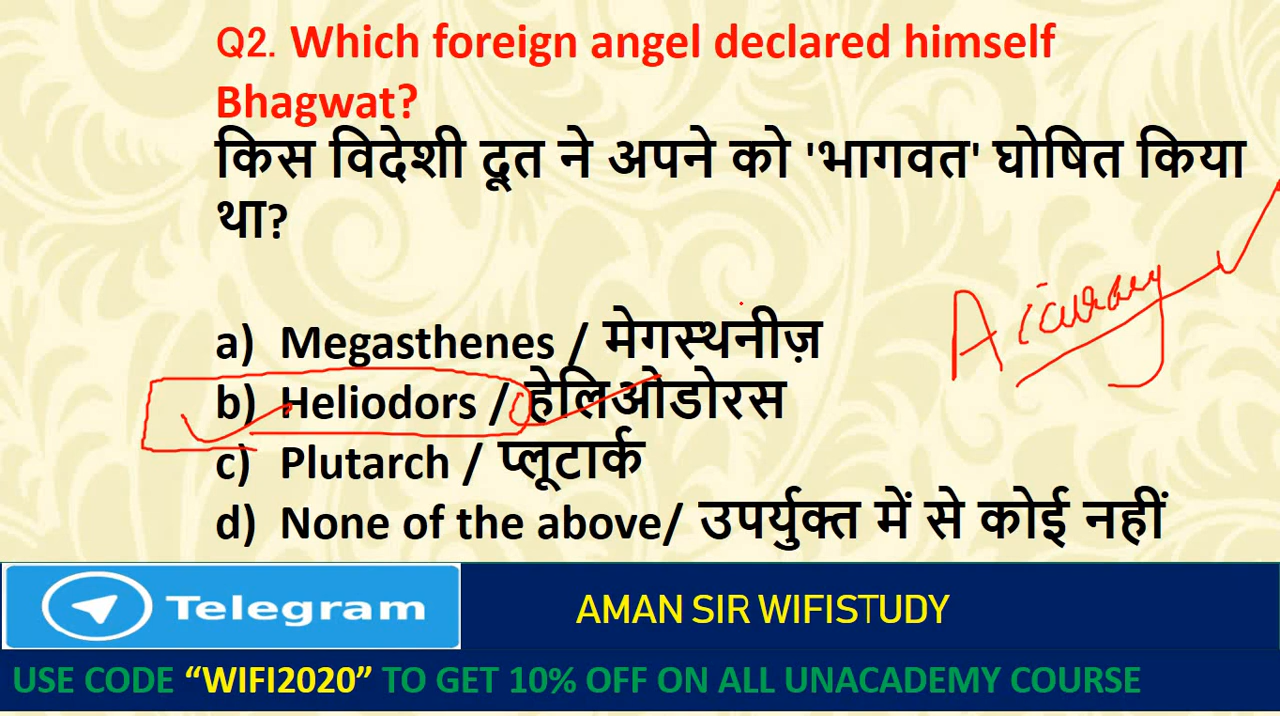 Q2. Which foreign angel declared himself
Bhagwat?
किस विदेशी दूत ने अपने को 'भागवत' घोषित किया
था?
a) Megasthenes / मेगस्थनीज़
b) Heliodors / हेलिओडोरस
c) Plutarch / प्लूटार्क
d) None of the above/ उपर्युक्त में से कोई नहीं
Telegram
AMAN SIR WIFISTUDY
USE CODE “WIFI2020” TO GET 10% OFF ON ALL UNACADEMY COURSE